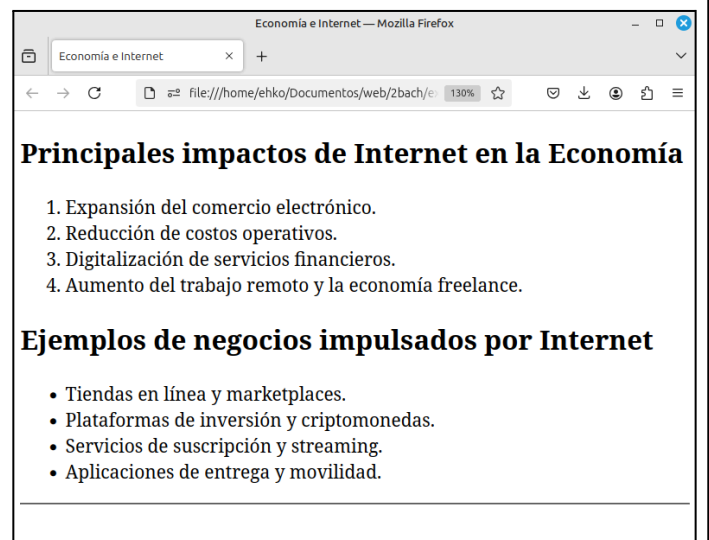 Economía e Internet — Mozilla Firefox
Economía e Internet
file:///home/ehko/Documentos/web/2bach/e
130%
Principales impactos de Internet en la Economía
1. Expansión del comercio electrónico.
2. Reducción de costos operativos.
3. Digitalización de servicios financieros.
4. Aumento del trabajo remoto y la economía freelance.
Ejemplos de negocios impulsados por Internet
• Tiendas en línea y marketplaces.
• Plataformas de inversión y criptomonedas.
• Servicios de suscripción y streaming.
• Aplicaciones de entrega y movilidad.